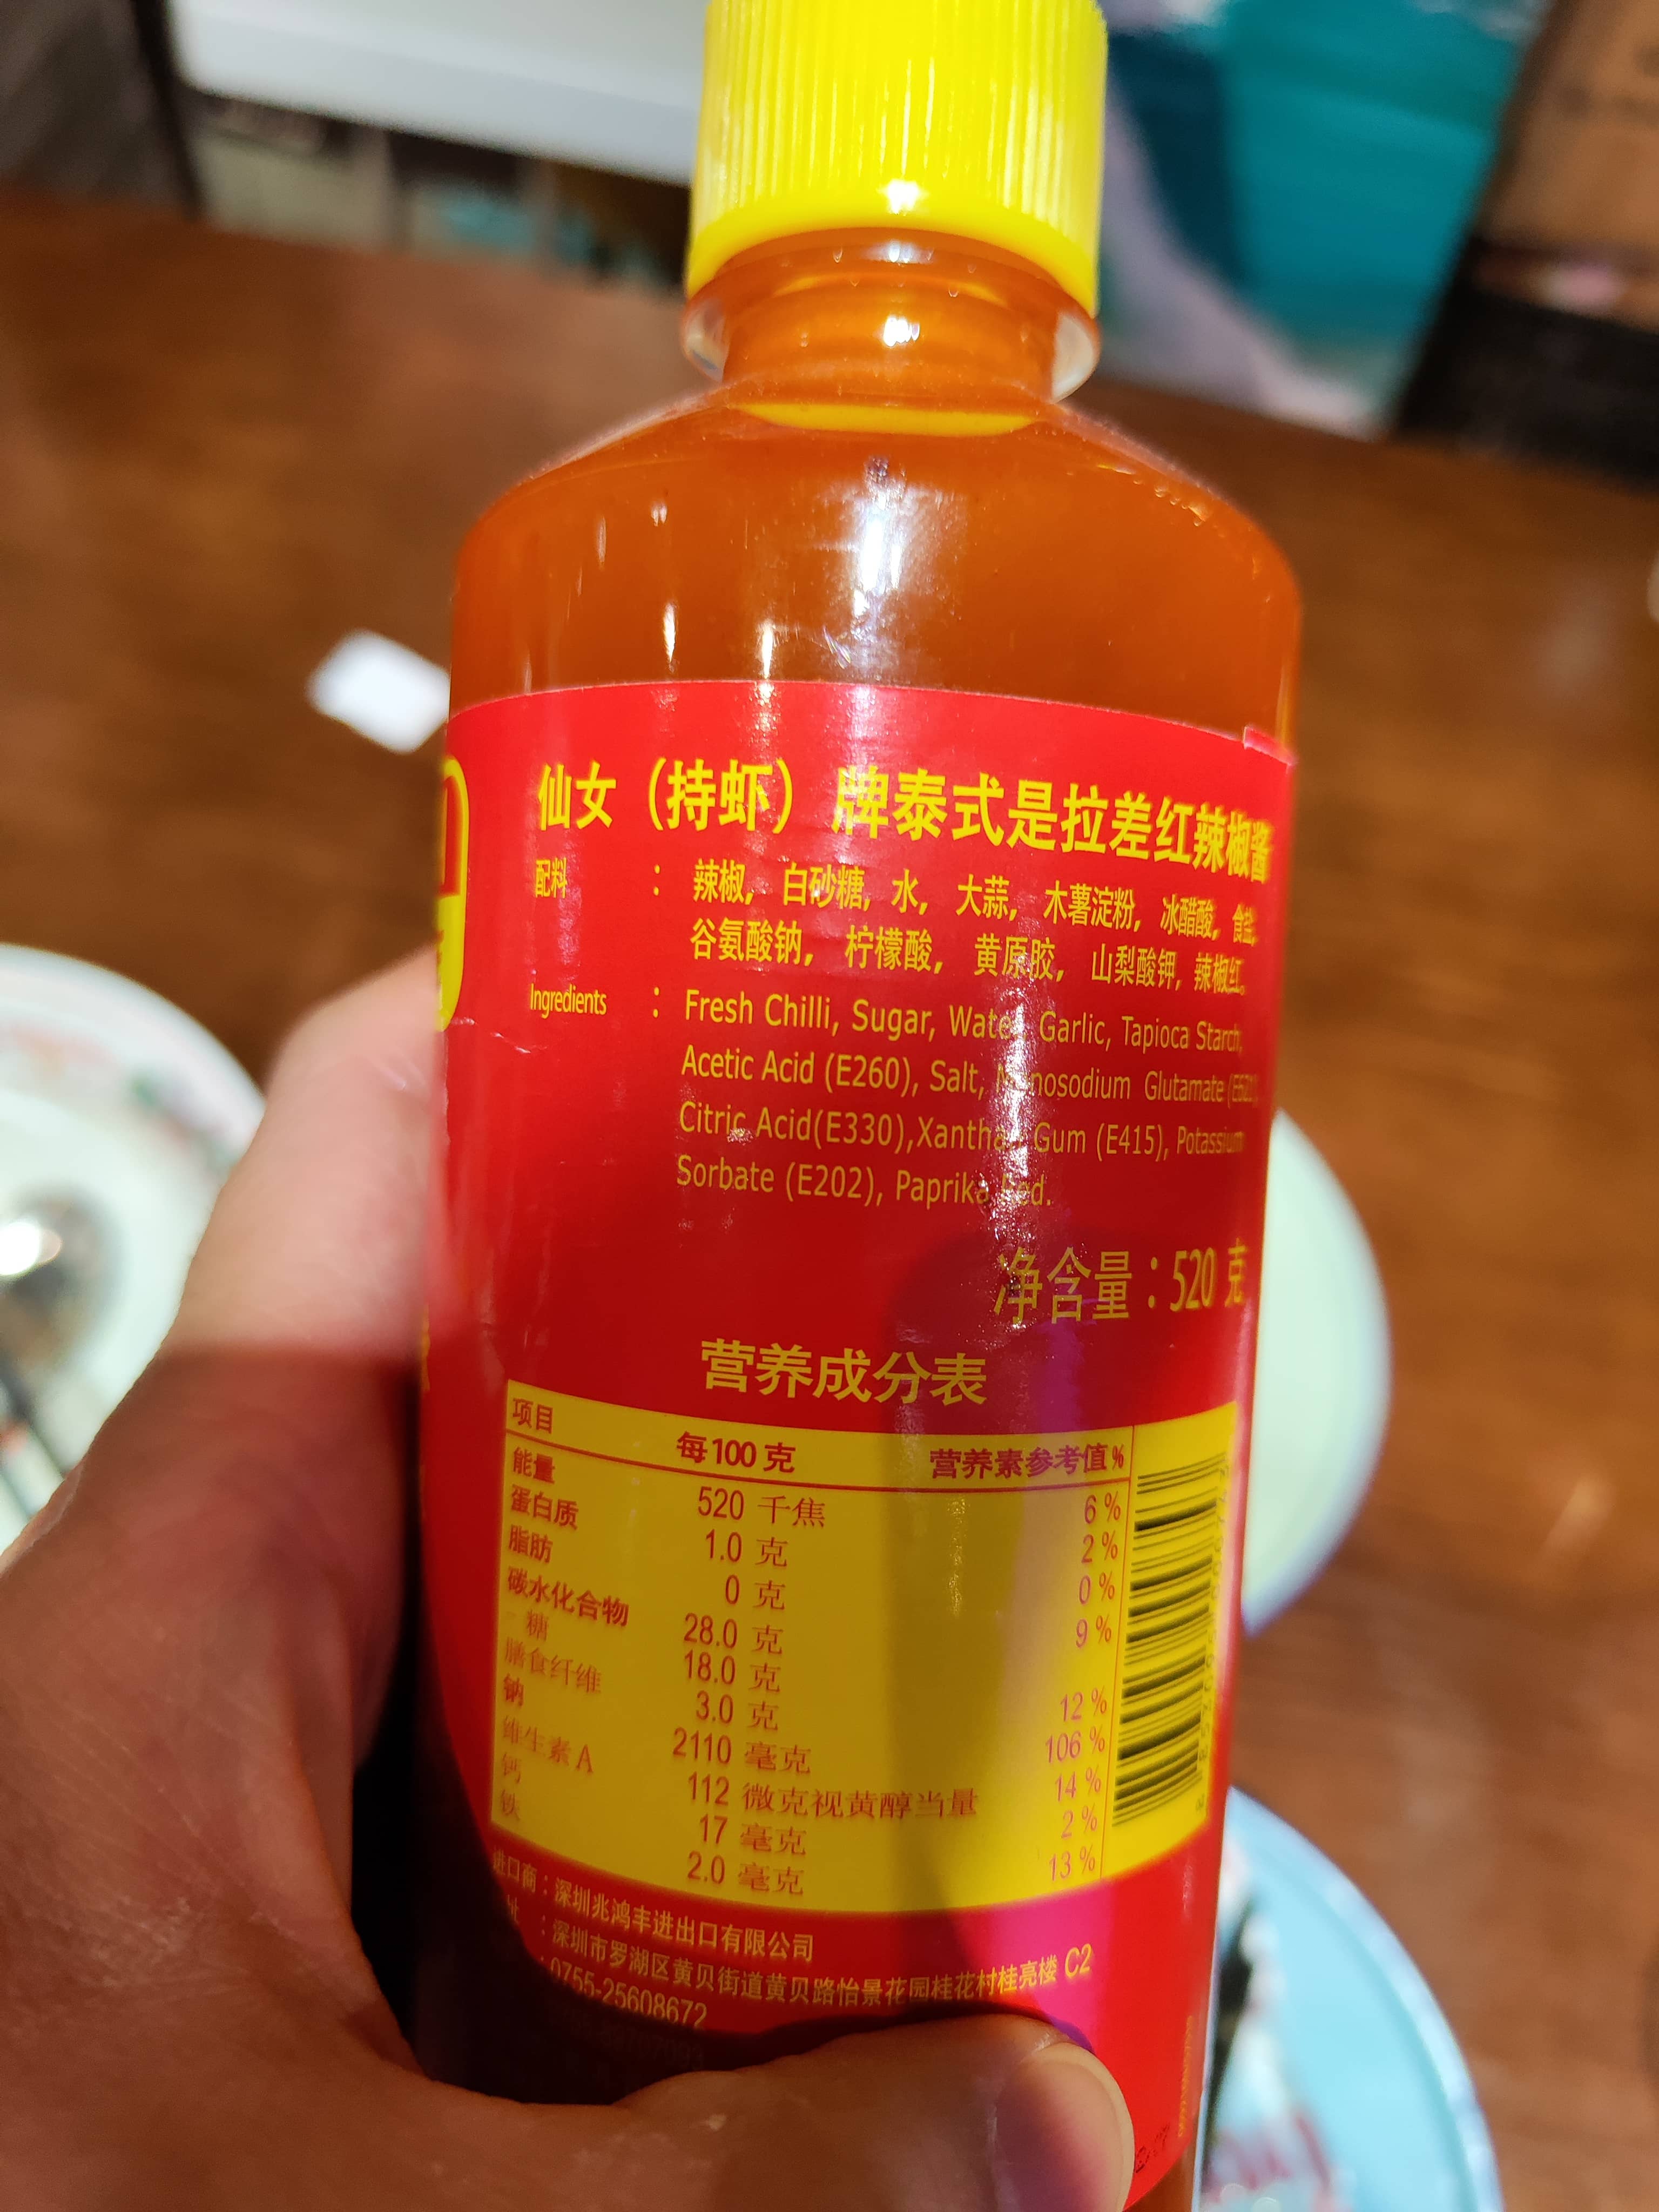 仙女（持虾）牌泰式是拉差红辣椒酱
配料 : 辣椒, 白砂糖, 水, 大蒜, 木薯淀粉, 冰醋酸, 食盐,
谷氨酸钠, 柠檬酸, 黄原胶, 山梨酸钾, 辣椒红。
Ingredients : Fresh Chilli, Sugar, Water, Garlic, Tapioca Starch,
Acetic Acid (E260), Salt, Monosodium Glutamate (E621),
Citric Acid(E330),Xanthan Gum (E415), Potassium
Sorbate (E202), Paprika Red.
净含量：520 克
营养成分表
项目 每100 克 营养素参考值 %
能量 520 千焦 6 %
蛋白质 1.0 克 2 %
脂肪 0 克 0 %
碳水化合物 28.0 克 9 %
糖 18.0 克
膳食纤维 3.0 克 12 %
钠 2110 毫克 106 %
维生素 A 112 微克视黄醇当量 14 %
钙 17 毫克 2 %
铁 2.0 毫克 13 %
进口商 : 深圳兆鸿丰进出口有限公司
址 : 深圳市罗湖区黄贝街道黄贝路怡景花园桂花村桂亮楼 C2
0755-25608672